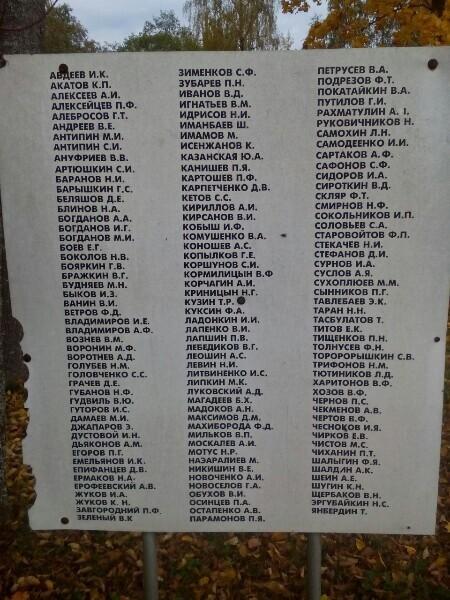 АВДЕЕВ И.К.
АКАТОВ К.П.
АЛЕКСЕЕВ А.И.
АЛЕКСЕЙЦЕВ П.Ф.
АЛЕБРОСОВ Г.Т.
АНДРЕЕВ В.Е.
АНТИПИН М.И.
АНТИПИН С.И.
АНУФРИЕВ В.В.
АРТЮШКИН С.И.
БАРАНОВ Н.И.
БАРЫШКИН Г.С.
БЕЛЯШОВ Д.Е.
БЛИНОВ Н.А.
БОГДАНОВ А.А.
БОГДАНОВ И.Г.
БОГДАНОВ М.И.
БОЕВ Е.Г.
БОКОЛОВ Н.В.
БОЯРКИН Г.В.
БРАЖКИН В.Г.
БУДНЯЕВ М.Н.
БЫКОВ И.З.
ВАНИН В.И.
ВЕТРОВ Ф.Д.
ВЛАДИМИРОВ И.Е.
ВЛАДИМИРОВ А.Ф.
ВОЗНЕВ В.М.
ВОРОНИН М.Ф.
ВОРОТНЕВ А.Д.
ГОЛУБЕВ Н.М.
ГОЛОВЧЕНКО С.С.
ГРАЧЕВ Д.Е.
ГУБАНОВ Н.Ф.
ГУДВИЛЬ В.Ю.
ГУТОРОВ И.С.
ДАМАЕВ М.И.
ДЖАПАРОВ З.
ДУСТОВОЙ И.Н.
ДЬЯКОНОВ А.М.
ЕГОРОВ П.Г.
ЕМЕЛЬЯНОВ И.К.
ЕПИФАНЦЕВ Д.В.
ЕРМАКОВ Н.А.
ЕРОФЕЕВСКИЙ А.В.
ЖУКОВ И.А.
ЖУКОВ К. Н.
ЗАВГОРОДНИЙ П.Ф.
ЗЕЛЕНЫЙ В.К
ЗИМЕНКОВ С.Ф.
ЗУБАРЕВ П.Н.
ИВАНОВ В.Д.
ИГНАТЬЕВ В.М.
ИДРИСОВ Н.И.
ИМАНБАЕВ Ш.
ИМАМОВ М.
ИСЕНЖАНОВ К.
КАЗАНСКАЯ Ю.А.
КАНИШЕВ П.Я.
КАРТОШЕВ П.Ф.
КАРПЕТЧЕНКО Д.В.
КЕТОВ С.С.
КИРИЛЛОВ А.И.
КИРСАНОВ В.И.
КОБЫШ И.Ф.
КОМУШЕНКО В.А.
КОНОШЕВ А.С.
КОПЫЛКОВ Г.Е.
КОРШУНОВ С.И.
КОРМИЛИЦЫН В.Ф
КОРЧАГИН А.И.
КРИНИЦЫН Н.Г.
КУЗИН Т.Р.
КУКСИН Ф.А.
ЛАДОНКИН И.И.
ЛАПЕНКО В.И.
ЛАПШИН П.В.
ЛЕБЕДИКОВ В.Г.
ЛЕОШИН А.С.
ЛЕВИН Н.И.
ЛИТВИНЕНКО И.С.
ЛИПКИН М.К.
ЛУКОВСКИЙ А.Д.
МАГАДЕЕВ Б.Х.
МАДОКОВ А.Н.
МАКСИМОВ Д.М.
МАХИБОРОДА Ф.Д.
МИЛЬКОВ В.П.
МОСКАЛЕВ А.И.
МОТУС Н.Р.
НАЗАРАЛИЕВ М.
НИКИШИН В.Е.
НОВОЧЕНКО А.И.
НОВОСЕЛОВ Г.А.
ОБУХОВ В.И.
ОСИНЦЕВ П.А.
ОСТАПЕНКО А.В.
ПАРАМОНОВ П.Я.
ПЕТРУСЕВ В.А.
ПОДРЕЗОВ Ф.Т.
ПОКАТАЙКИН В.А.
ПУТИЛОВ Г.И.
РАХМАТУЛИН А. І.
РУКОВИЧНИКОВ Н.
САМОХИН Л.Н.
САМОДЕЕНКО И.И.
САРТАКОВ А.Ф.
САФОНОВ С.Ф.
СИДОРОВ И.А.
СИРОТКИН В.Д.
СКЛЯР Ф.Т.
СМИРНОВ Н.Ф.
СОКОЛЬНИКОВ И.П.
СОЛОВЬЕВ С.А.
СТАРОВОЙТОВ Ф.П.
СТЕКАЧЕВ Н.И.
СТЕФАНОВ Д.И.
СУРНОВ И.А.
СУСЛОВ А.Я.
СУХОПЛЮЕВ М.М.
СЫННИКОВ П.Г.
ТАВЛЕБАЕВ Э.К.
ТАРАН Н.Н.
ТАСБУЛАТОВ Т.
ТИТОВ Е.К.
ТИЩЕНКОВ П.Н.
ТОЛНУСЕВ Ф.Н.
ТОРОРОРЫШКИН С.В.
ТРИФОНОВ Н.М.
ТЮТИНИКОВ Л.Д.
ХАРИТОНОВ В.Ф.
ХОЗОВ В.Ф.
ЧЕРНОВ П.С.
ЧЕКМЕНОВ А.В.
ЧЕРТОВ В.Ф.
ЧЕСНОКОВ И.Я.
ЧИРКОВ Е.В.
ЧИСТОВ М.С.
ЧИХАНИН П.Т.
ШАЛЫГИН Ф.Я.
ШАЛДИН А.К.
ШЕИН А.Е.
ШУГИН К.Н.
ЩЕРБАКОВ В.Н.
ЭРГУБАЙКИН Н.С.
ЯНБЕРДИН Т.